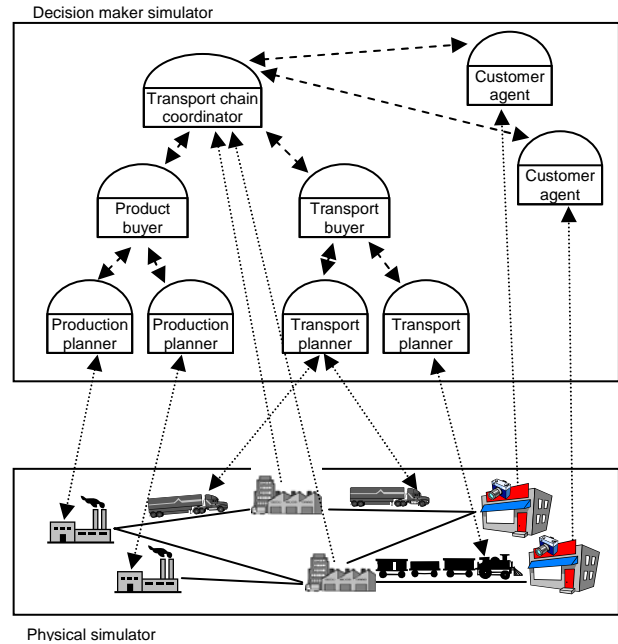 Decision maker simulator
Transport chain
coordinator
Customer
agent
Customer
agent
Product
buyer
Transport
buyer
Production
planner
Production
planner
Transport
planner
Transport
planner
Physical simulator